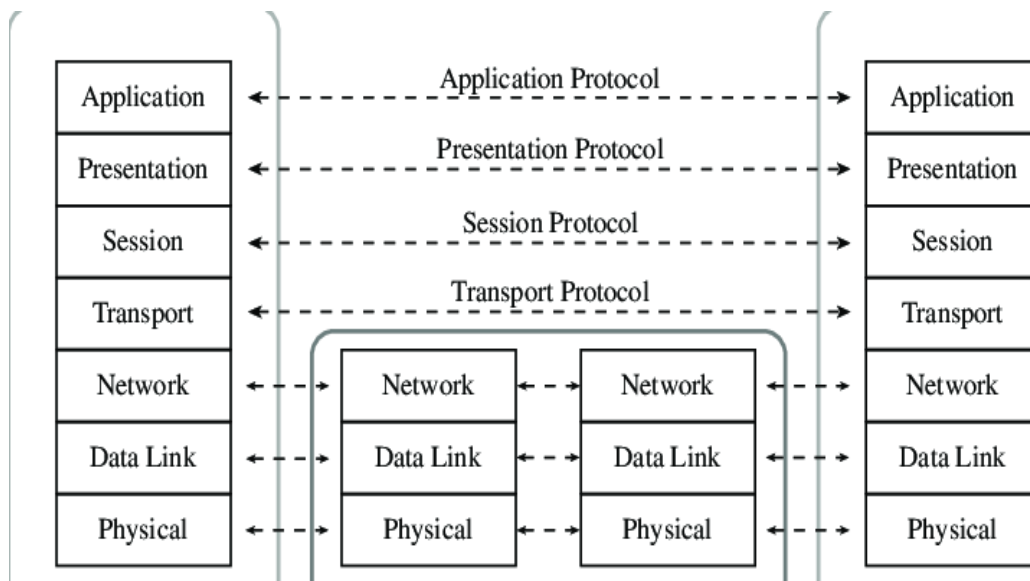 Application Application Protocol Application
Presentation Presentation Protocol Presentation
Session Session Protocol Session
Transport Transport Protocol Transport
Network Network Network Network
Data Link Data Link Data Link Data Link
Physical Physical Physical Physical